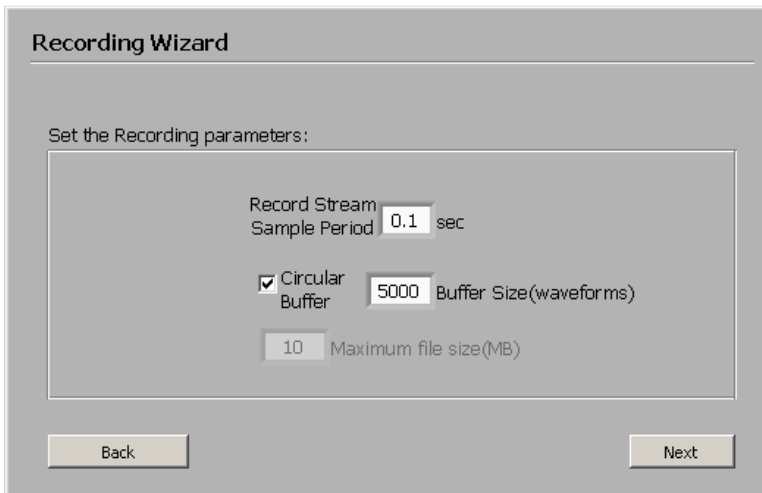 Recording Wizard
Set the Recording parameters:
Record Stream
Sample Period 0.1 sec
Circular
Buffer 5000 Buffer Size(waveforms)
10 Maximum file size(MB)
Back Next